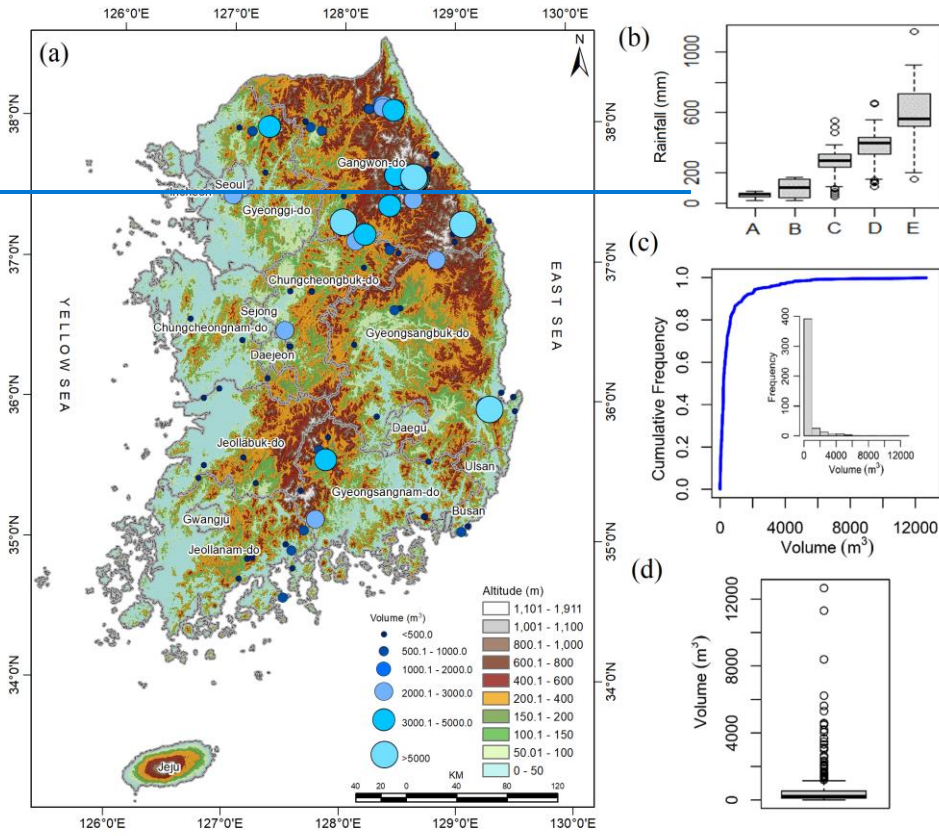 126°0'E 127°0'E 128°0'E 129°0'E 130°0'E
(a)
N
38°0'N
37°0'N
36°0'N
35°0'N
34°0'N
38°0'N
37°0'N
36°0'N
35°0'N
34°0'N
YELLOW SEA
EAST SEA
Gangwon-do
Seoul
Gyeonggi-do
Chungcheongbuk-do
Sejong
Chungcheongnam-do
Daejeon
Gyeongsangbuk-do
Daegu
Jeollabuk-do
Ulsan
Gyeongsangnam-do
Gwangju
Busan
Jeollanam-do
Jeju
Volume (m³)
<500.0
500.1 - 1000.0
1000.1 - 2000.0
2000.1 - 3000.0
3000.1 - 5000.0
>5000
Altitude (m)
1,101 - 1,911
1,001 - 1,100
800.1 - 1,000
600.1 - 800
400.1 - 600
200.1 - 400
150.1 - 200
100.1 - 150
50.01 - 100
0 - 50
KM
40 20 0 40 80 120
126°0'E 127°0'E 128°0'E 129°0'E 130°0'E
(b)
Rainfall (mm)
1000
600
200
0
A B C D E
(c)
Cumulative Frequency
1.0
0.8
0.6
0.4
0.2
0.0
Frequency
400
300
200
100
0
0 4000 8000 12000
Volume (m³)
0 4000 8000 12000
Volume (m³)
(d)
Volume (m³)
12000
8000
4000
0